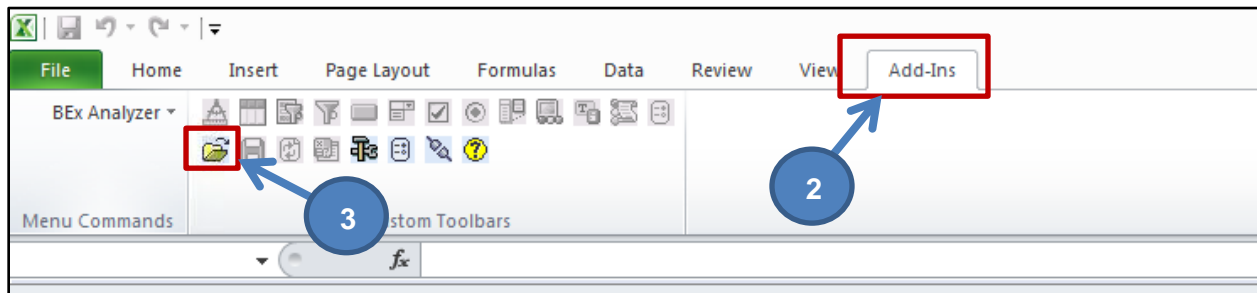 File Home Insert Page Layout Formulas Data Review View Add-Ins
BEx Analyzer
2
3
Menu Commands stom Toolbars
fx